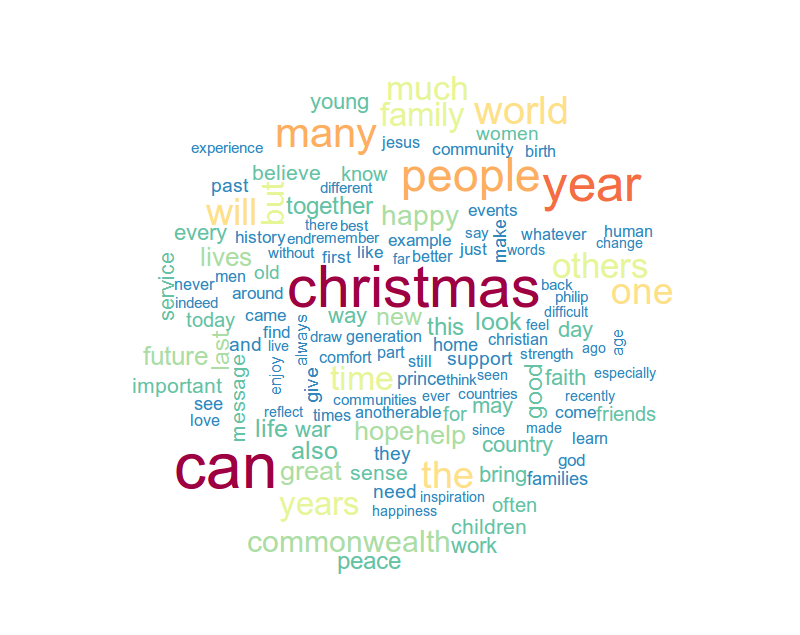 much
young
family
world
many
women
jesus
experience
community
birth
believe
know
people
year
past
different
but
together
will
happy
events
there
best
say
make
whatever
human
every
history
end
remember
example
just
words
change
lives
without
first
like
far
better
others
service
never
men
old
christmas
back
one
indeed
around
philip
today
came
way
new
this
look
difficult
find
always
draw
generation
feel
day
and
home
christian
age
last
future
live
comfort
part
still
support
strength
ago
important
message
enjoy
give
time
prince
think
seen
good
faith
especially
see
communities
ever
countries
recently
love
reflect
times
another
able
for
may
come
friends
life
war
hope
help
since
made
learn
can
also
they
country
god
great
sense
the
bring
families
years
need
inspiration
happiness
often
children
commonwealth
work
peace